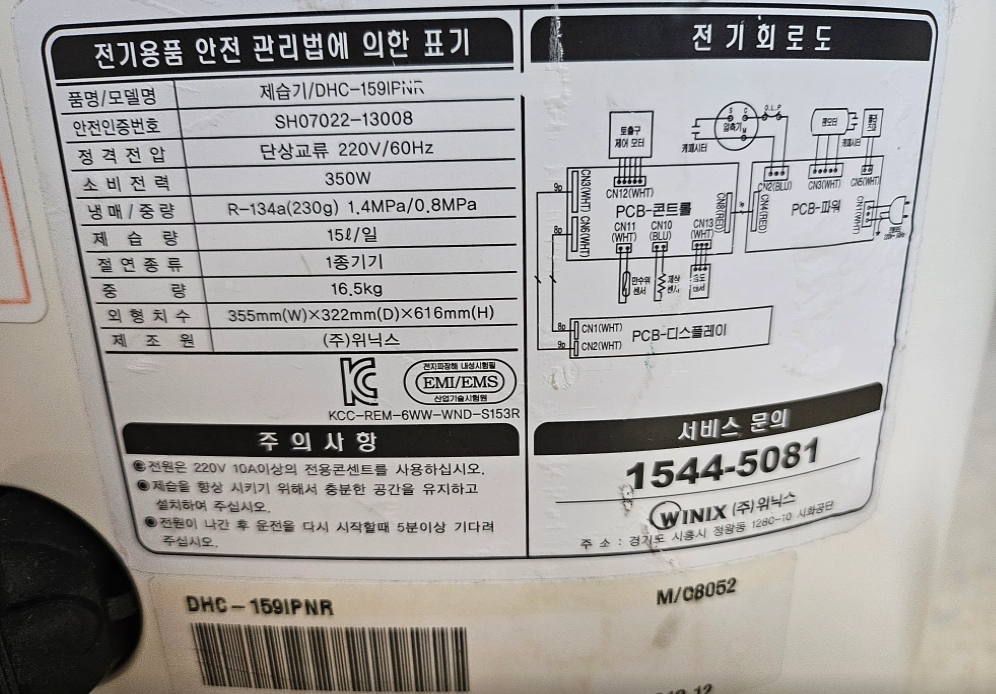 전기용품 안전 관리법에 의한 표기
품명/모델명 제습기/DHC-159IPNR
안전인증번호 SH07022-13008
정격전압 단상교류 220V/60Hz
소비전력 350W
냉매/중량 R-134a(230g) 1.4MPa/0.8MPa
제습량 15ℓ/일
절연종류 1종기기
중량 16.5kg
외형치수 355mm(W)×322mm(D)×616mm(H)
제조원 (주)위닉스
전자파장해 내성시험필
EMI/EMS
산업기술시험원
KCC-REM-6WW-WND-S153R
주의사항
◉전원은 220V 10A이상의 전용콘센트를 사용하십시오.
◉제습을 항상 시키기 위해서 충분한 공간을 유지하고
설치하여 주십시오.
◉전원이 나간 후 운전을 다시 시작할때 5분이상 기다려
주십시오.
전기회로도
토출구
제어 모터
캐패시터
압축기
S
C
M
O.L.P
팬모터
캐패시터
CN12(WHT)
CN2(BLU)
CN3(WHT)
CN5(WHT)
9p
CN3(WHT)
8p
CN6(WHT)
PCB-콘트롤
CN8(RED)
CN4(RED)
PCB-파워
CN1(WHT)
CN11
(WHT)
CN10
(BLU)
CN13
(WHT)
만수위
센서
제상
센서
습도
센서
8p
CN1(WHT)
9p
CN2(WHT)
PCB-디스플레이
서비스 문의
1544-5081
WINIX (주)위닉스
주 소 : 경기도 시흥시 정왕동 1280-10 시화공단
DHC-159IPNR
M/C8052